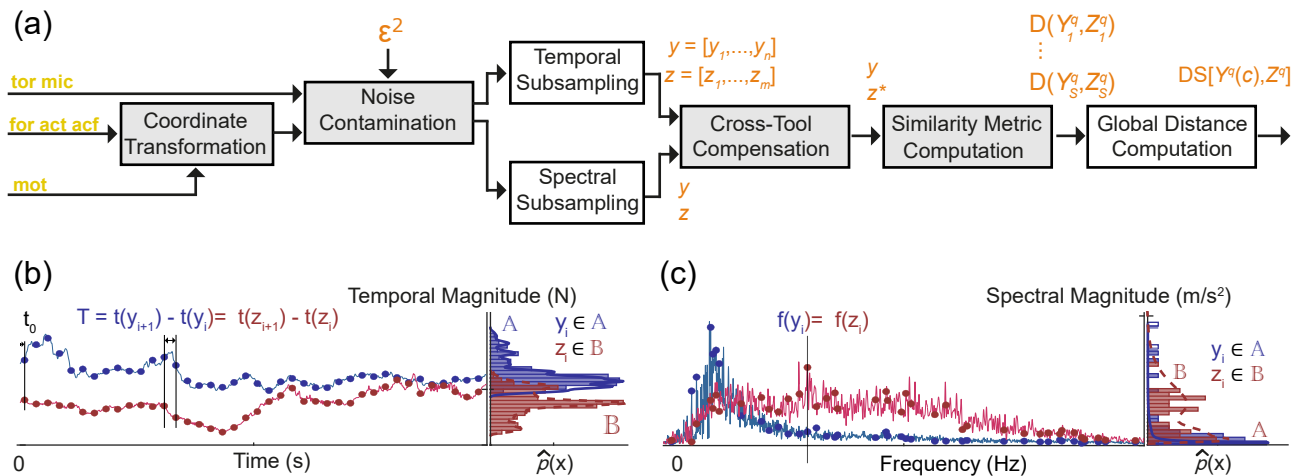 (a)
ε²
tor mic
for act acf
mot
Coordinate
Transformation
Noise
Contamination
Temporal
Subsampling
Spectral
Subsampling
y = [y₁,...,yₙ]
z = [z₁,...,zₘ]
y
z
Cross-Tool
Compensation
y
z*
Similarity Metric
Computation
D(Y₁^q,Z₁^q)
⋮
D(Y_S^q,Z_S^q)
Global Distance
Computation
DS[Y^q(c),Z^q]
(b)
Temporal Magnitude (N)
t₀
T = t(yᵢ₊₁) - t(yᵢ)= t(zᵢ₊₁) - t(zᵢ)
𝔸
yᵢ ∈ 𝔸
zᵢ ∈ 𝔹
𝔹
0
Time (s)
p̂(x)
(c)
Spectral Magnitude (m/s²)
f(yᵢ)= f(zᵢ)
yᵢ ∈ 𝔸
zᵢ ∈ 𝔹
𝔹
𝔸
0
Frequency (Hz)
p̂(x)